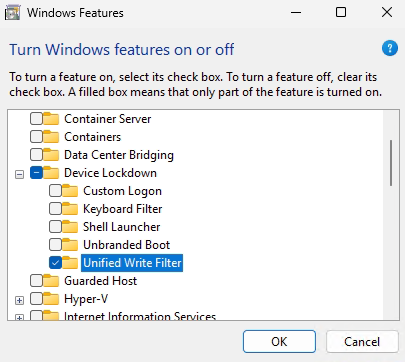 Windows Features
Turn Windows features on or off
To turn a feature on, select its check box. To turn a feature off, clear its
check box. A filled box means that only part of the feature is turned on.
Container Server
Containers
Data Center Bridging
Device Lockdown
Custom Logon
Keyboard Filter
Shell Launcher
Unbranded Boot
Unified Write Filter
Guarded Host
Hyper-V
Internet Information Services
OK
Cancel